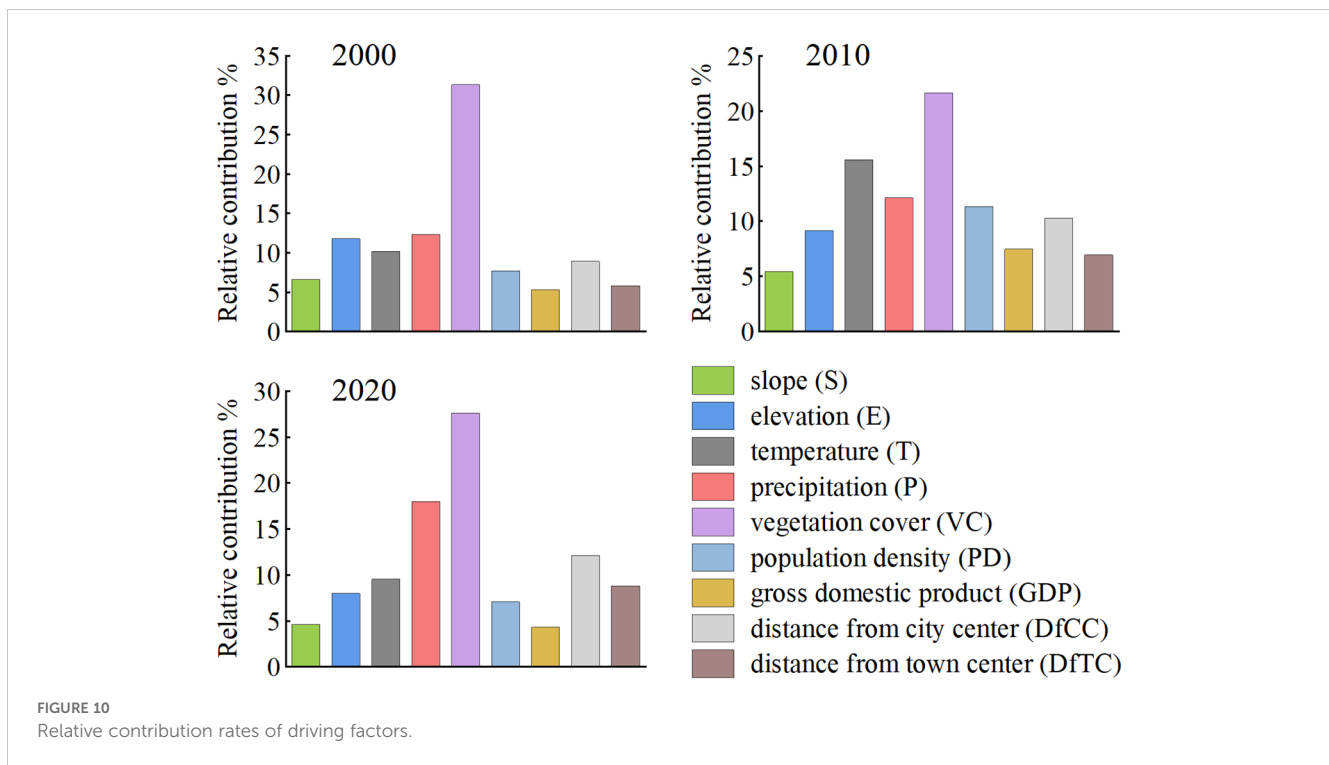 2000
Relative contribution %
35
30
25
20
15
10
5
0
2010
Relative contribution %
25
20
15
10
5
0
2020
Relative contribution %
30
25
20
15
10
5
0
slope (S)
elevation (E)
temperature (T)
precipitation (P)
vegetation cover (VC)
population density (PD)
gross domestic product (GDP)
distance from city center (DfCC)
distance from town center (DfTC)
FIGURE 10
Relative contribution rates of driving factors.